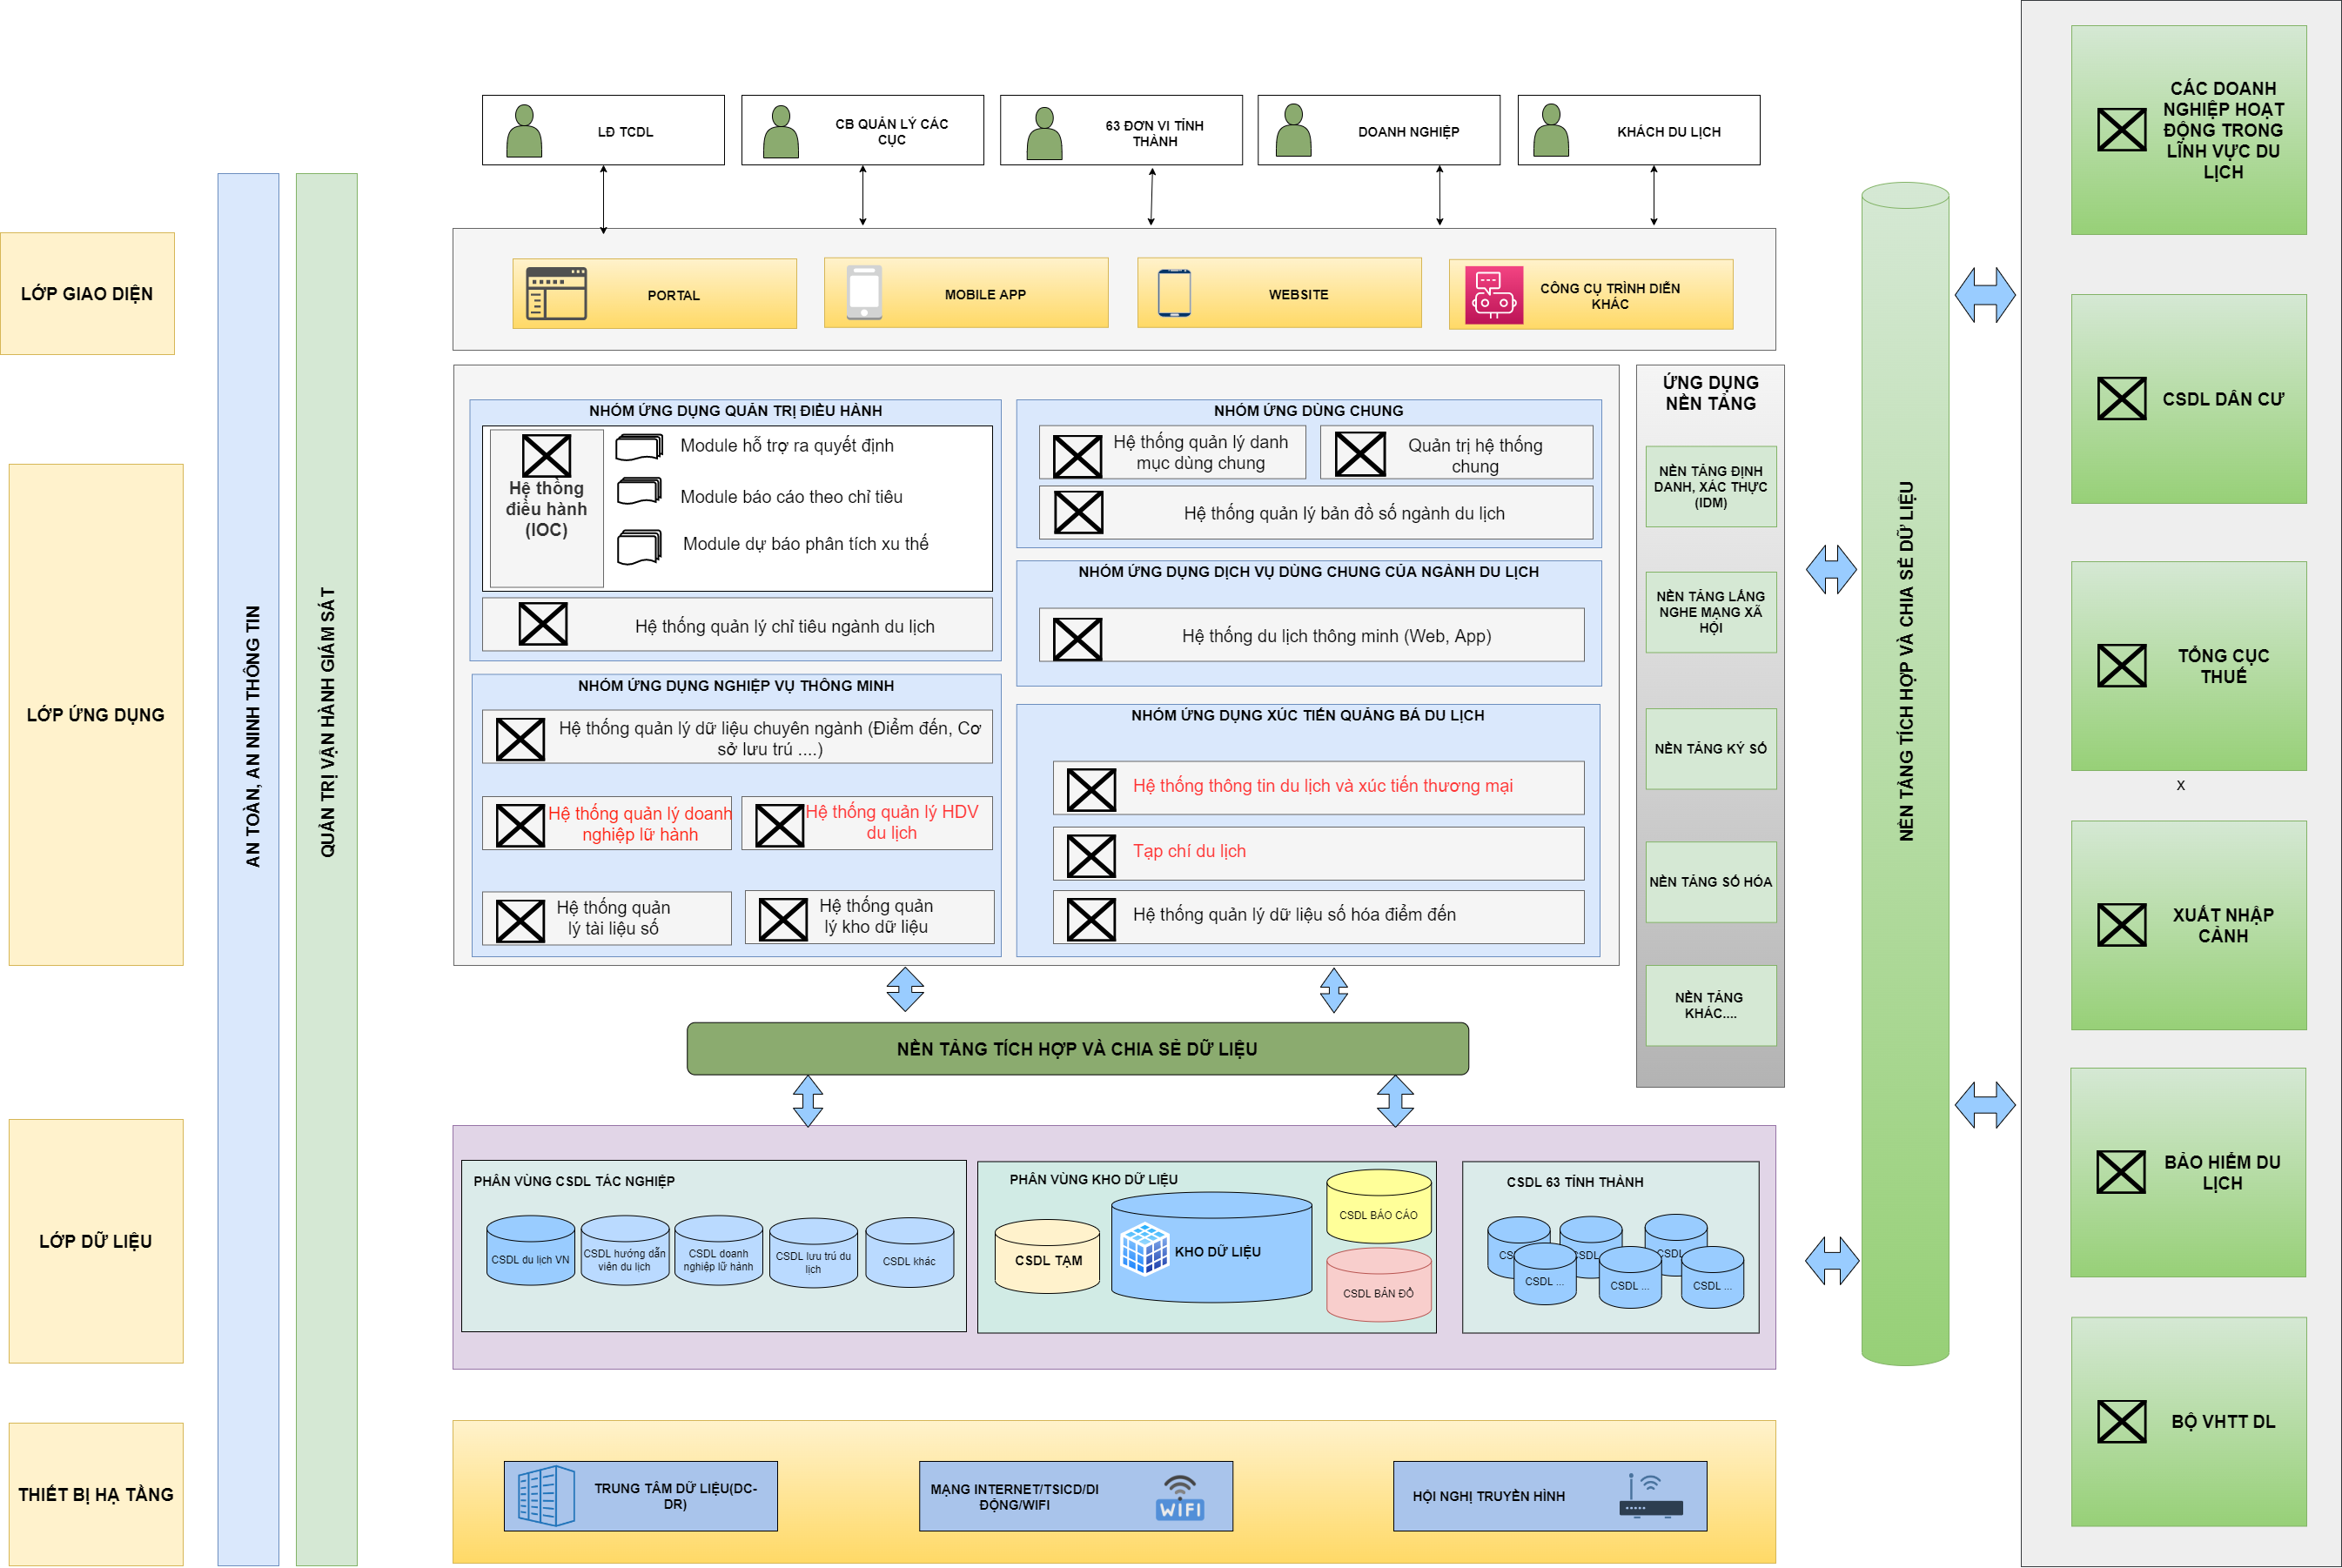 LĐ TCDL
CB QUẢN LÝ CÁC
CỤC
63 ĐƠN VI TỈNH
THÀNH
DOANH NGHIỆP
KHÁCH DU LỊCH
LỚP GIAO DIỆN
PORTAL
MOBILE APP
WEBSITE
CÔNG CỤ TRÌNH DIỄN
KHÁC
LỚP ỨNG DỤNG
AN TOÀN, AN NINH THÔNG TIN
QUẢN TRỊ VẬN HÀNH GIÁM SÁT
NHÓM ỨNG DỤNG QUẢN TRỊ ĐIỀU HÀNH
Hệ thống
điều hành
(IOC)
Module hỗ trợ ra quyết định
Module báo cáo theo chỉ tiêu
Module dự báo phân tích xu thế
Hệ thống quản lý chỉ tiêu ngành du lịch
NHÓM ỨNG DỤNG NGHIỆP VỤ THÔNG MINH
Hệ thống quản lý dữ liệu chuyên ngành (Điểm đến, Cơ
sở lưu trú ....)
Hệ thống quản lý doanh
nghiệp lữ hành
Hệ thống quản lý HDV
du lịch
Hệ thống quản
lý tài liệu số
Hệ thống quản
lý kho dữ liệu
NHÓM ỨNG DÙNG CHUNG
Hệ thống quản lý danh
mục dùng chung
Quản trị hệ thống
chung
Hệ thống quản lý bản đồ số ngành du lịch
NHÓM ỨNG DỤNG DỊCH VỤ DÙNG CHUNG CỦA NGÀNH DU LỊCH
Hệ thống du lịch thông minh (Web, App)
NHÓM ỨNG DỤNG XÚC TIẾN QUẢNG BÁ DU LỊCH
Hệ thống thông tin du lịch và xúc tiến thương mại
Tạp chí du lịch
Hệ thống quản lý dữ liệu số hóa điểm đến
ỨNG DỤNG
NỀN TẢNG
NỀN TẢNG ĐỊNH
DANH, XÁC THỰC
(IDM)
NỀN TẢNG LẮNG
NGHE MẠNG XÃ
HỘI
NỀN TẢNG KÝ SỐ
NỀN TẢNG SỐ HÓA
NỀN TẢNG
KHÁC....
NỀN TẢNG TÍCH HỢP VÀ CHIA SẺ DỮ LIỆU
NỀN TẢNG TÍCH HỢP VÀ CHIA SẺ DỮ LIỆU
LỚP DỮ LIỆU
PHÂN VÙNG CSDL TÁC NGHIỆP
CSDL du lịch VN
CSDL hướng dẫn
viên du lịch
CSDL doanh
nghiệp lữ hành
CSDL lưu trú du
lịch
CSDL khác
PHÂN VÙNG KHO DỮ LIỆU
CSDL TẠM
KHO DỮ LIỆU
CSDL BÁO CÁO
CSDL BẢN ĐỒ
CSDL 63 TỈNH THÀNH
CSDL ...
CSDL ...
CSDL ...
THIẾT BỊ HẠ TẦNG
TRUNG TÂM DỮ LIỆU(DC-
DR)
MẠNG INTERNET/TSICD/DI
ĐỘNG/WIFI
WIFI
HỘI NGHỊ TRUYỀN HÌNH
CÁC DOANH
NGHIỆP HOẠT
ĐỘNG TRONG
LĨNH VỰC DU
LỊCH
CSDL DÂN CƯ
TỔNG CỤC
THUẾ
x
XUẤT NHẬP
CẢNH
BẢO HIỂM DU
LỊCH
BỘ VHTT DL